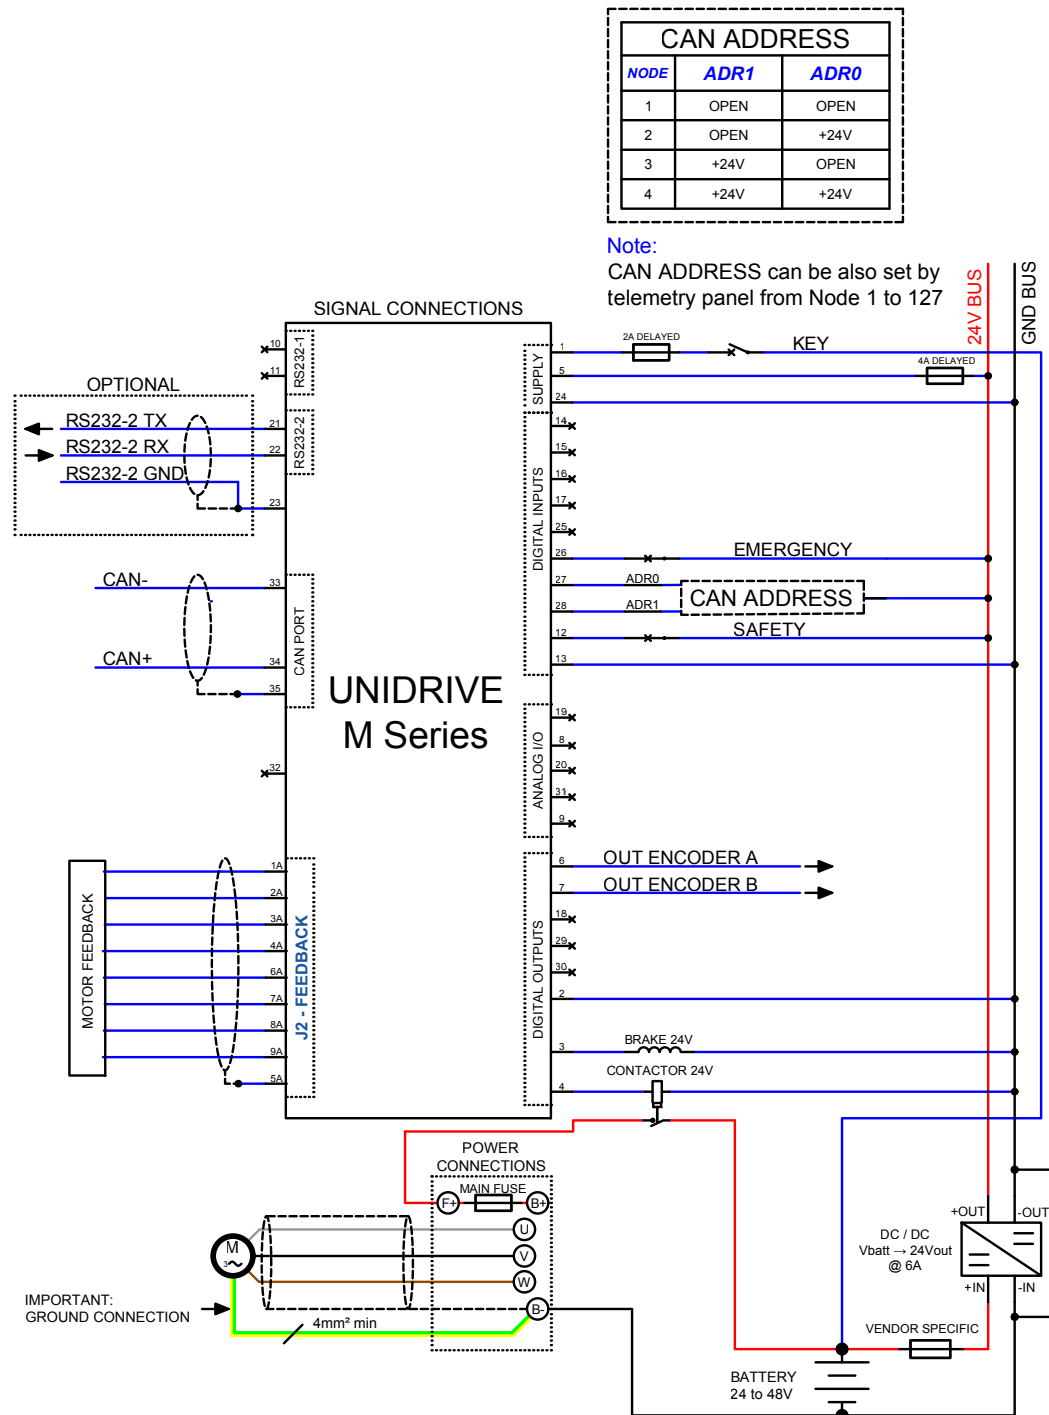 CAN ADDRESS
NODE ADR1 ADR0
1 OPEN OPEN
2 OPEN +24V
3 +24V OPEN
4 +24V +24V
Note:
CAN ADDRESS can be also set by
telemetry panel from Node 1 to 127
24V BUS
GND BUS
SIGNAL CONNECTIONS
10
11
RS232-1
OPTIONAL
RS232-2 TX
RS232-2 RX
RS232-2 GND
21
22
23
RS232-2
CAN-
CAN+
33
34
35
CAN PORT
32
UNIDRIVE
M Series
MOTOR FEEDBACK
1A
2A
3A
4A
6A
7A
8A
9A
5A
J2 - FEEDBACK
SUPPLY
1
5
24
2A DELAYED
KEY
4A DELAYED
DIGITAL INPUTS
14
15
16
17
25
26
27
28
12
13
EMERGENCY
ADR0
ADR1
CAN ADDRESS
SAFETY
ANALOG I/O
19
8
20
31
9
DIGITAL OUTPUTS
6
7
18
29
30
2
3
4
OUT ENCODER A
OUT ENCODER B
BRAKE 24V
CONTACTOR 24V
POWER
CONNECTIONS
MAIN FUSE
F+
B+
U
V
W
B-
M
3
IMPORTANT:
GROUND CONNECTION
4mm² min
+OUT
-OUT
DC / DC
Vbatt → 24Vout
@ 6A
+IN
-IN
VENDOR SPECIFIC
BATTERY
24 to 48V